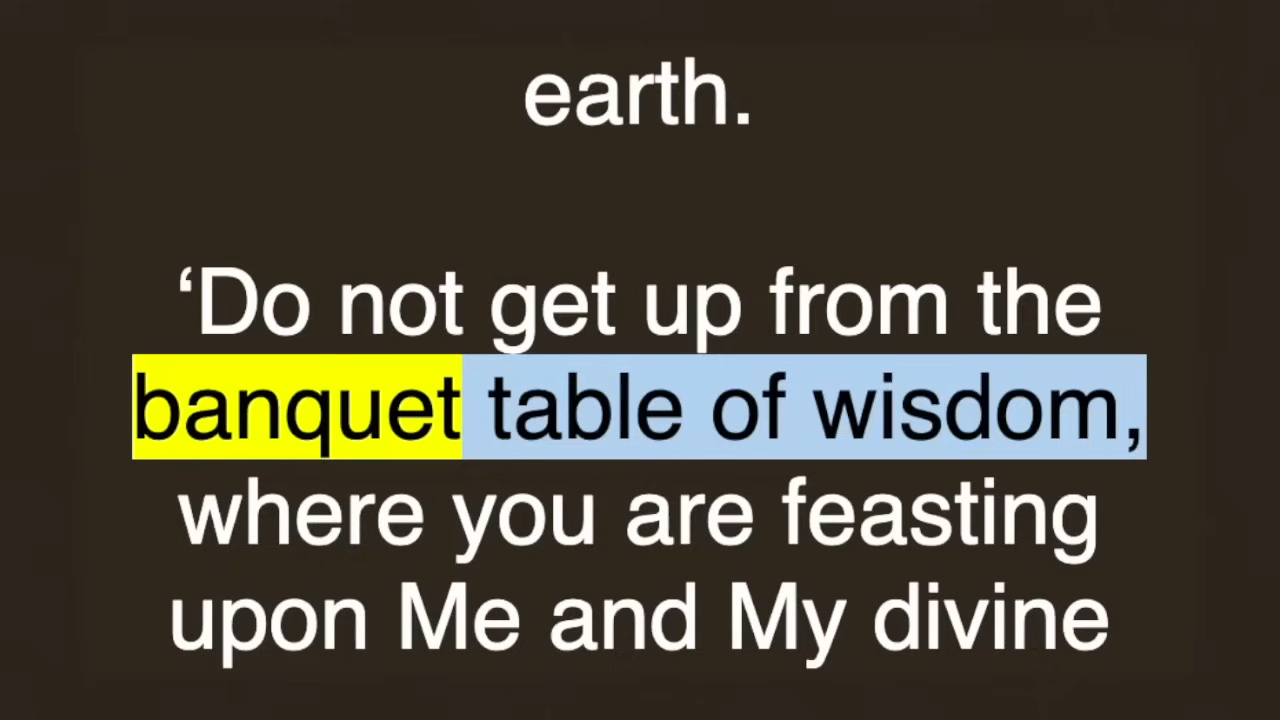 earth.
‘Do not get up from the
banquet table of wisdom,
where you are feasting
upon Me and My divine